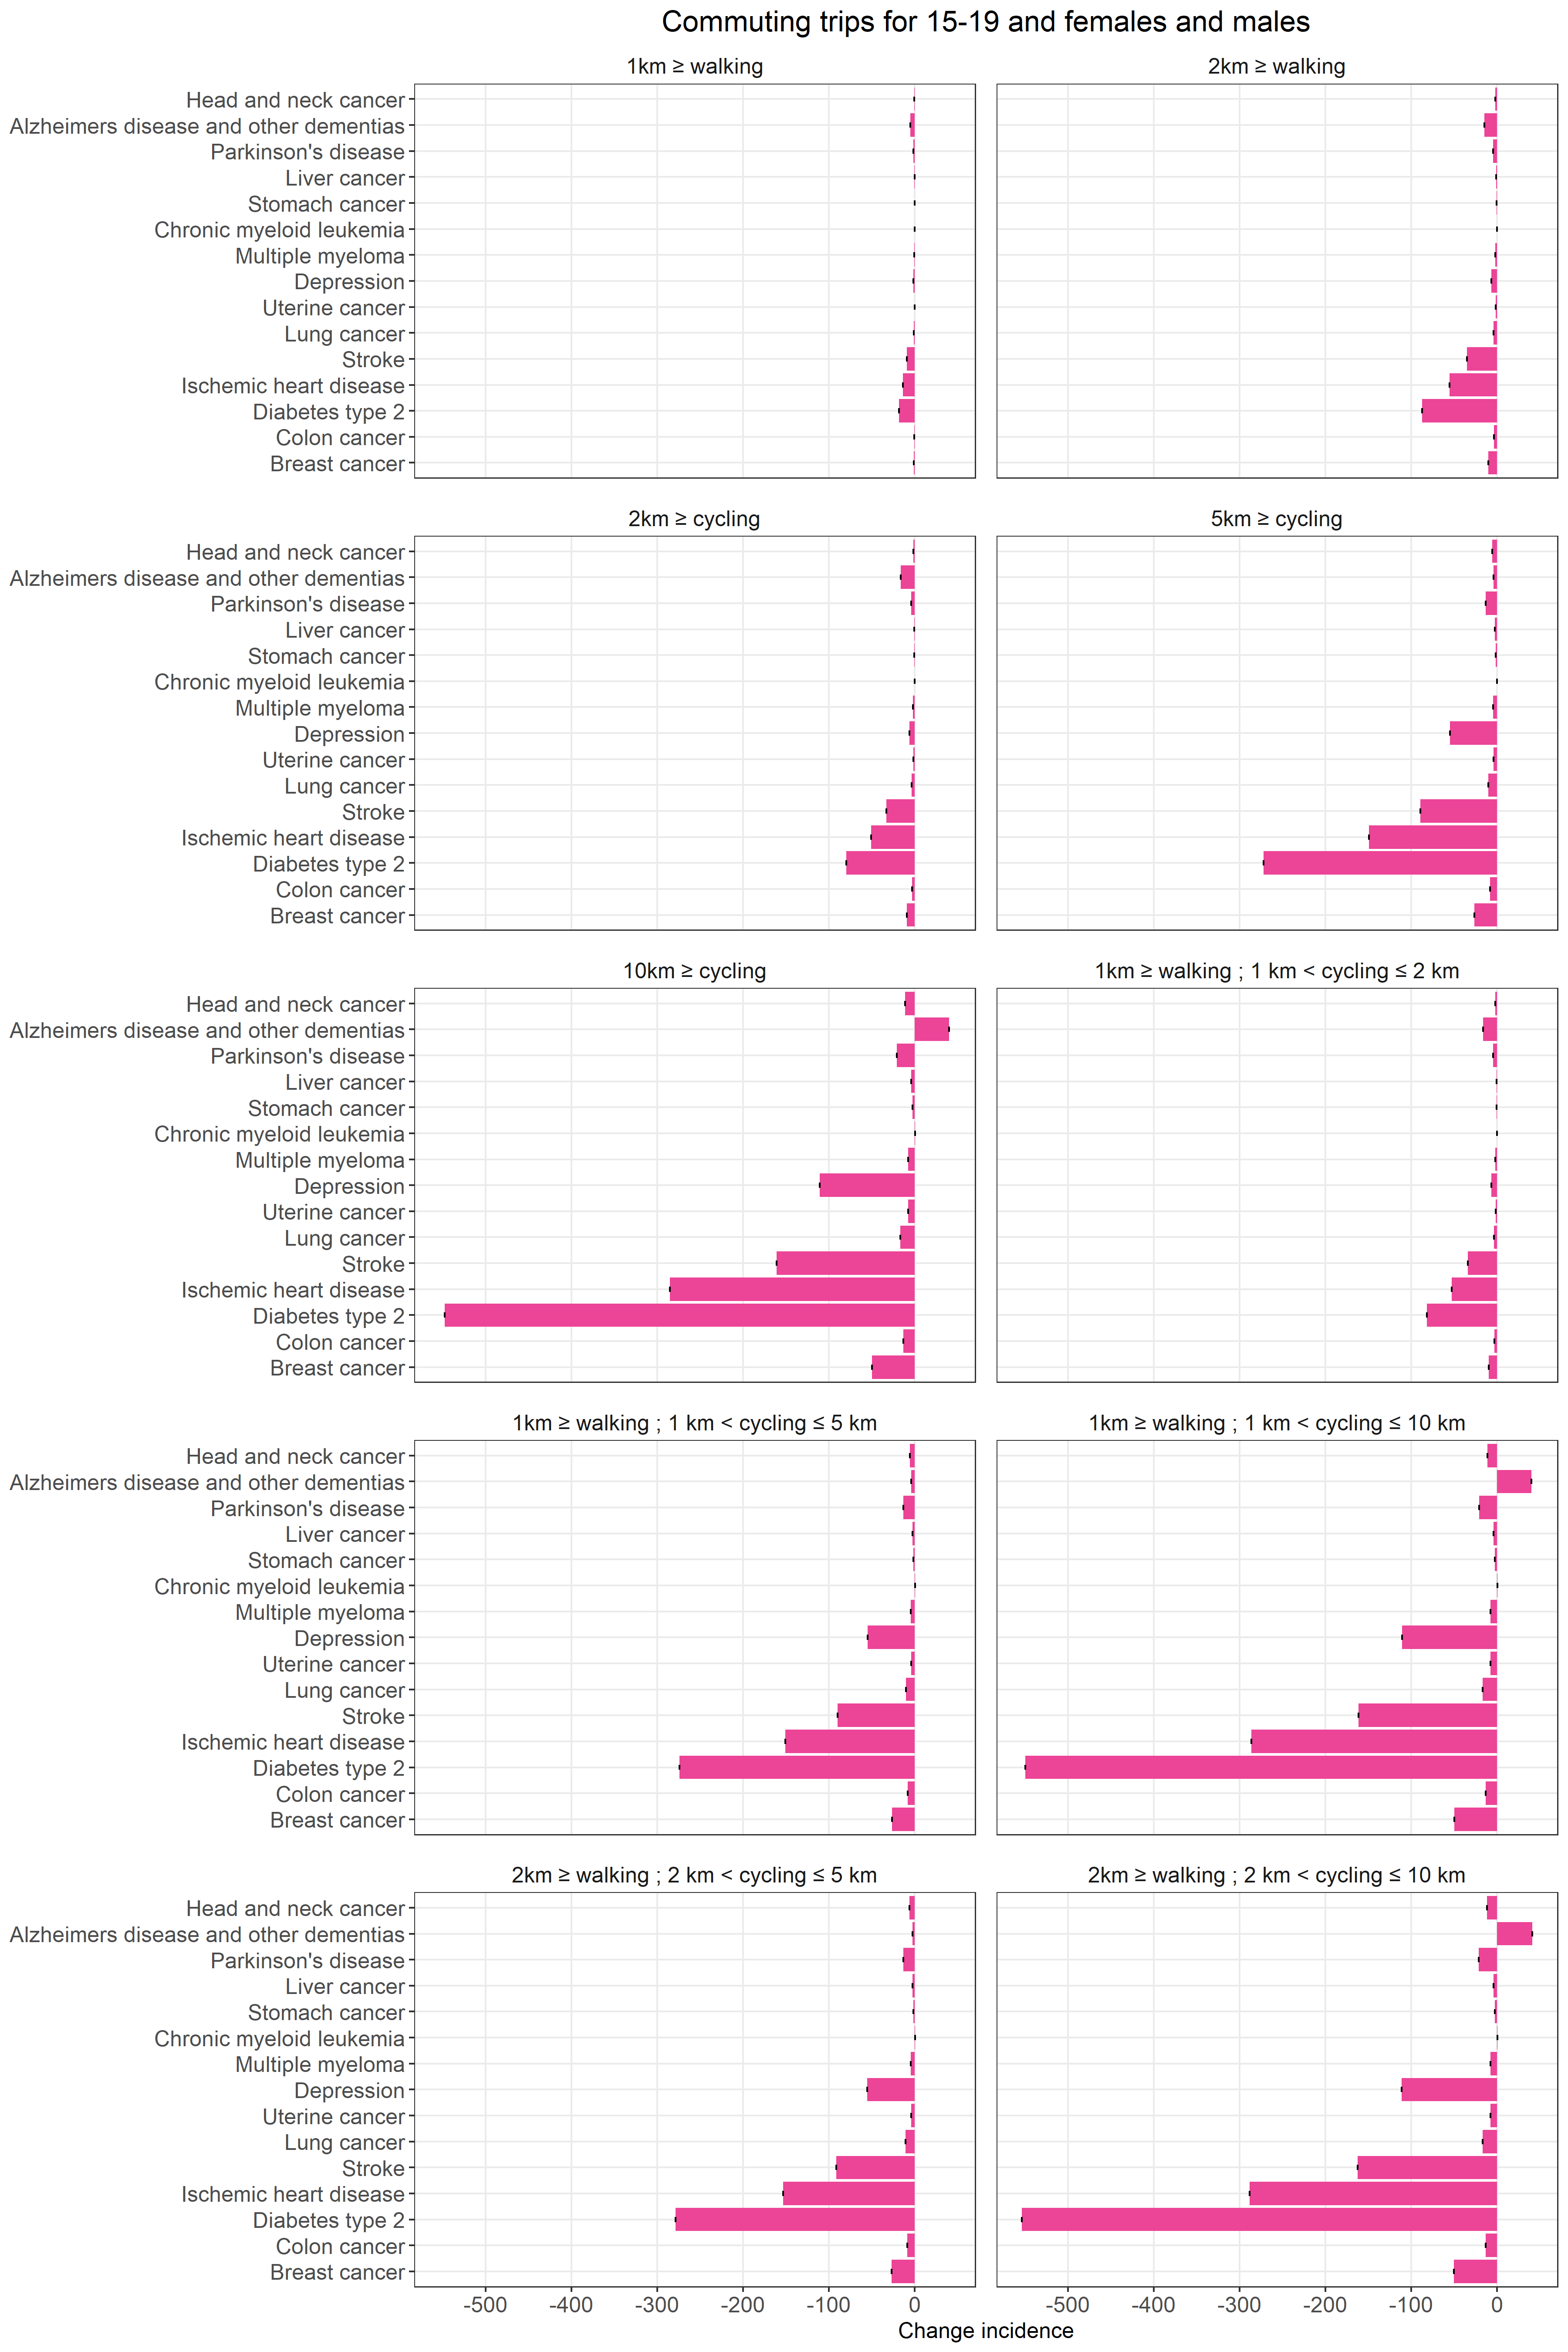 Commuting trips for 15-19 and females and males
1km ≥ walking
2km ≥ walking
Head and neck cancer
Alzheimers disease and other dementias
Parkinson's disease
Liver cancer
Stomach cancer
Chronic myeloid leukemia
Multiple myeloma
Depression
Uterine cancer
Lung cancer
Stroke
Ischemic heart disease
Diabetes type 2
Colon cancer
Breast cancer
2km ≥ cycling
5km ≥ cycling
Head and neck cancer
Alzheimers disease and other dementias
Parkinson's disease
Liver cancer
Stomach cancer
Chronic myeloid leukemia
Multiple myeloma
Depression
Uterine cancer
Lung cancer
Stroke
Ischemic heart disease
Diabetes type 2
Colon cancer
Breast cancer
10km ≥ cycling
1km ≥ walking ; 1 km < cycling ≤ 2 km
Head and neck cancer
Alzheimers disease and other dementias
Parkinson's disease
Liver cancer
Stomach cancer
Chronic myeloid leukemia
Multiple myeloma
Depression
Uterine cancer
Lung cancer
Stroke
Ischemic heart disease
Diabetes type 2
Colon cancer
Breast cancer
1km ≥ walking ; 1 km < cycling ≤ 5 km
1km ≥ walking ; 1 km < cycling ≤ 10 km
Head and neck cancer
Alzheimers disease and other dementias
Parkinson's disease
Liver cancer
Stomach cancer
Chronic myeloid leukemia
Multiple myeloma
Depression
Uterine cancer
Lung cancer
Stroke
Ischemic heart disease
Diabetes type 2
Colon cancer
Breast cancer
2km ≥ walking ; 2 km < cycling ≤ 5 km
2km ≥ walking ; 2 km < cycling ≤ 10 km
Head and neck cancer
Alzheimers disease and other dementias
Parkinson's disease
Liver cancer
Stomach cancer
Chronic myeloid leukemia
Multiple myeloma
Depression
Uterine cancer
Lung cancer
Stroke
Ischemic heart disease
Diabetes type 2
Colon cancer
Breast cancer
-500 -400 -300 -200 -100 0
-500 -400 -300 -200 -100 0
Change incidence